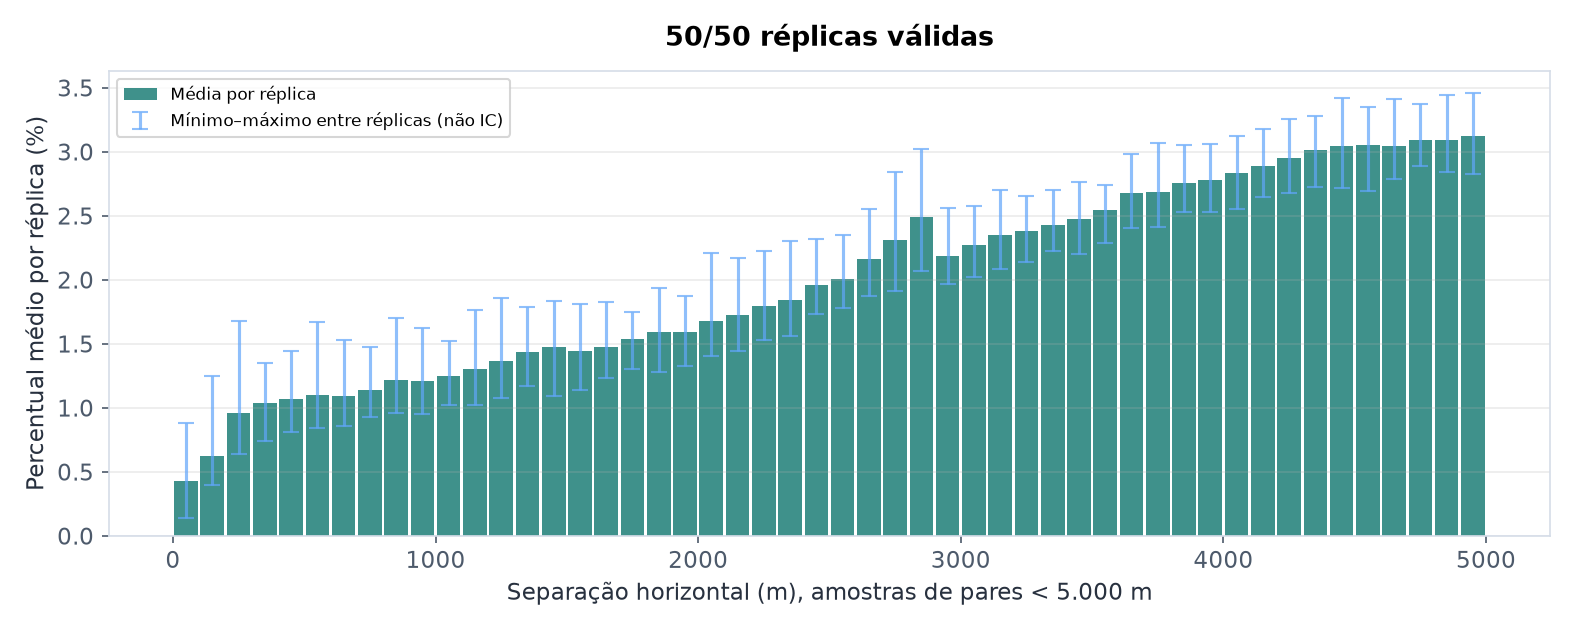 50/50 réplicas válidas
Média por réplica
Mínimo–máximo entre réplicas (não IC)
Percentual médio por réplica (%)
3.5
3.0
2.5
2.0
1.5
1.0
0.5
0.0
0 1000 2000 3000 4000 5000
Separação horizontal (m), amostras de pares < 5.000 m